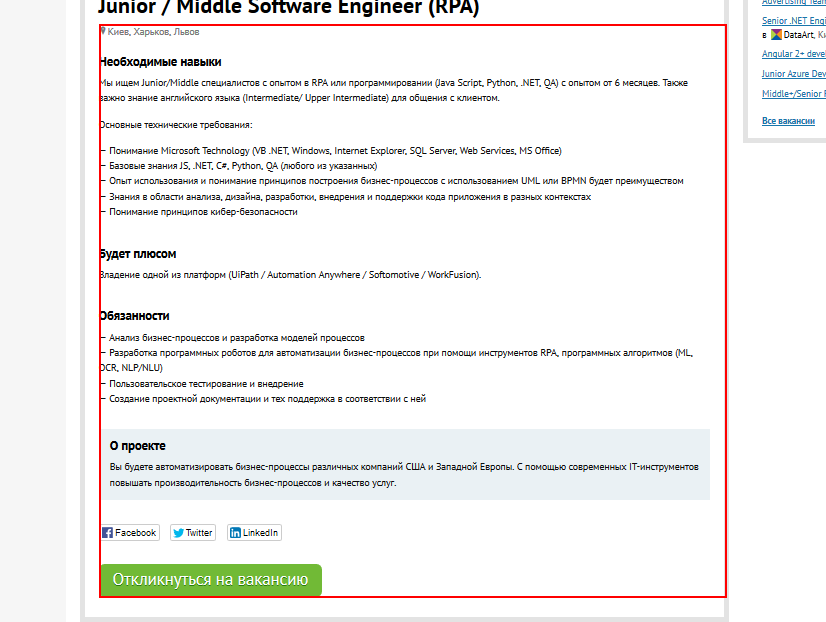 Junior / Middle Software Engineer (RPA)
Киев, Харьков, Львов
Необходимые навыки
Мы ищем Junior/Middle специалистов с опытом в RPA или программировании (Java Script, Python, .NET, QA) с опытом от 6 месяцев. Также
важно знание английского языка (Intermediate/ Upper Intermediate) для общения с клиентом.
Основные технические требования:
— Понимание Microsoft Technology (VB .NET, Windows, Internet Explorer, SQL Server, Web Services, MS Office)
— Базовые знания JS, .NET, C#, Python, QA (любого из указанных)
— Опыт использования и понимание принципов построения бизнес-процессов с использованием UML или BPMN будет преимуществом
— Знания в области анализа, дизайна, разработки, внедрения и поддержки кода приложения в разных контекстах
— Понимание принципов кибер-безопасности
Будет плюсом
Владение одной из платформ (UiPath / Automation Anywhere / Softomotive / WorkFusion).
Обязанности
— Анализ бизнес-процессов и разработка моделей процессов
— Разработка программных роботов для автоматизации бизнес-процессов при помощи инструментов RPA, программных алгоритмов (ML,
OCR, NLP/NLU)
— Пользовательское тестирование и внедрение
— Создание проектной документации и тех поддержка в соответствии с ней
О проекте
Вы будете автоматизировать бизнес-процессы различных компаний США и Западной Европы. С помощью современных IT-инструментов
повышать производительность бизнес-процессов и качество услуг.
Facebook Twitter LinkedIn
Откликнуться на вакансию
Advertising Team
Senior .NET Engi
в DataArt, Ки
Angular 2+ deve
Junior Azure Dev
Middle+/Senior
Все вакансии